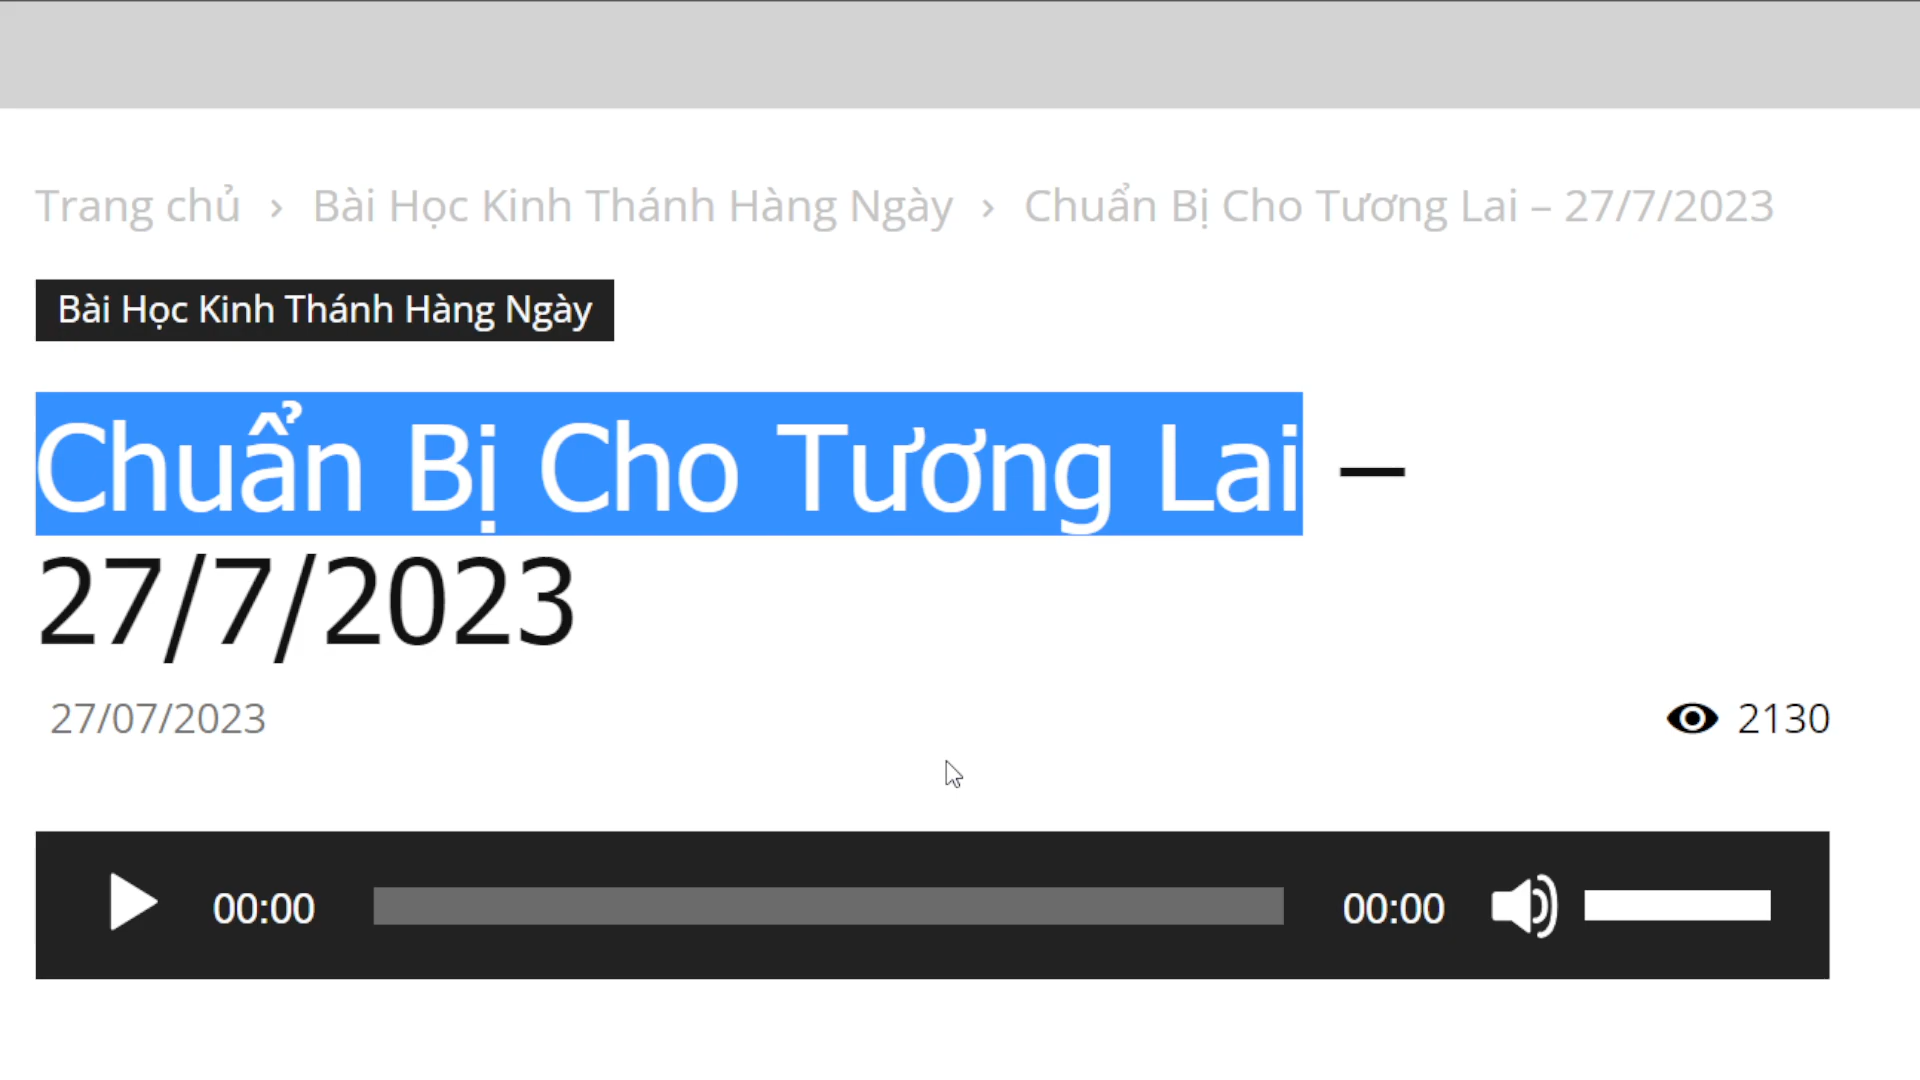 Trang chủ › Bài Học Kinh Thánh Hàng Ngày › Chuẩn Bị Cho Tương Lai – 27/7/2023
Bài Học Kinh Thánh Hàng Ngày
Chuẩn Bị Cho Tương Lai –
27/7/2023
27/07/2023 2130
00:00 00:00